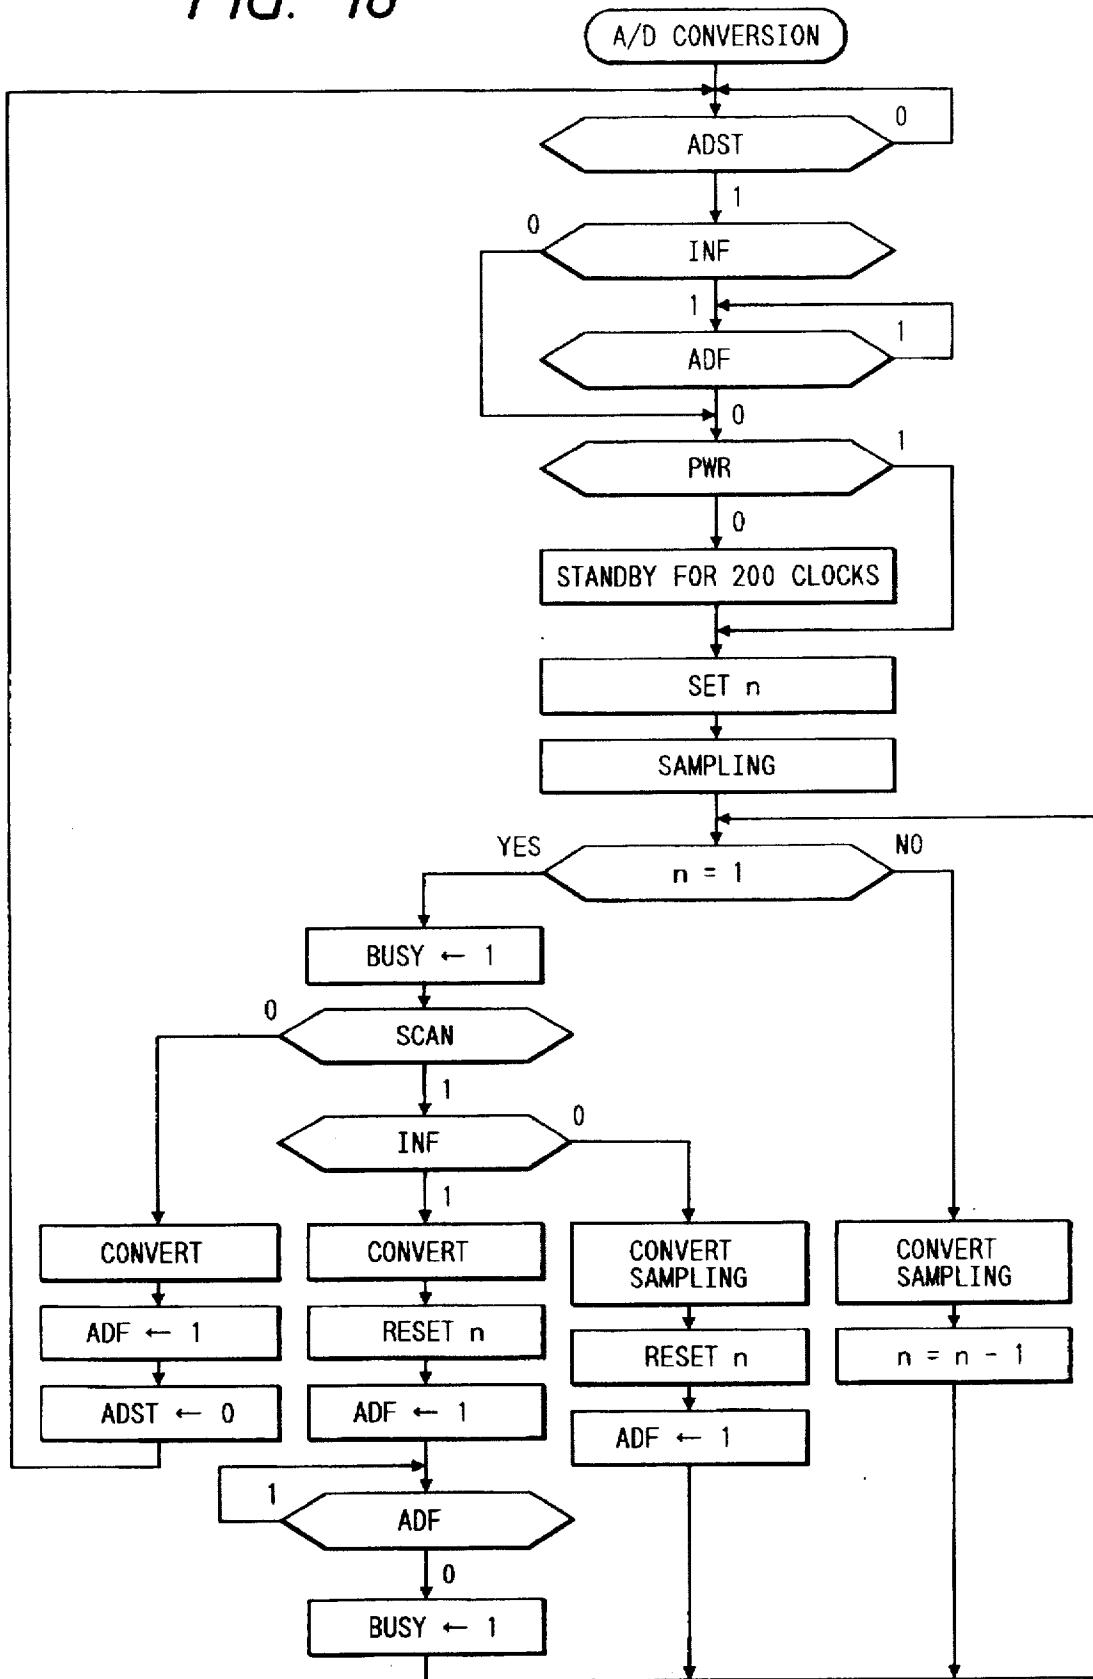 A/D CONVERSION
0
ADST
1
0
INF
1
1
ADF
0
1
PWR
0
STANDBY FOR 200 CLOCKS
SET n
SAMPLING
YES
NO
n = 1
BUSY ← 1
0
SCAN
1
0
INF
1
CONVERT
CONVERT
CONVERT
SAMPLING
CONVERT
SAMPLING
ADF ← 1
RESET n
RESET n
n = n - 1
ADST ← 0
ADF ← 1
ADF ← 1
1
ADF
0
BUSY ← 1